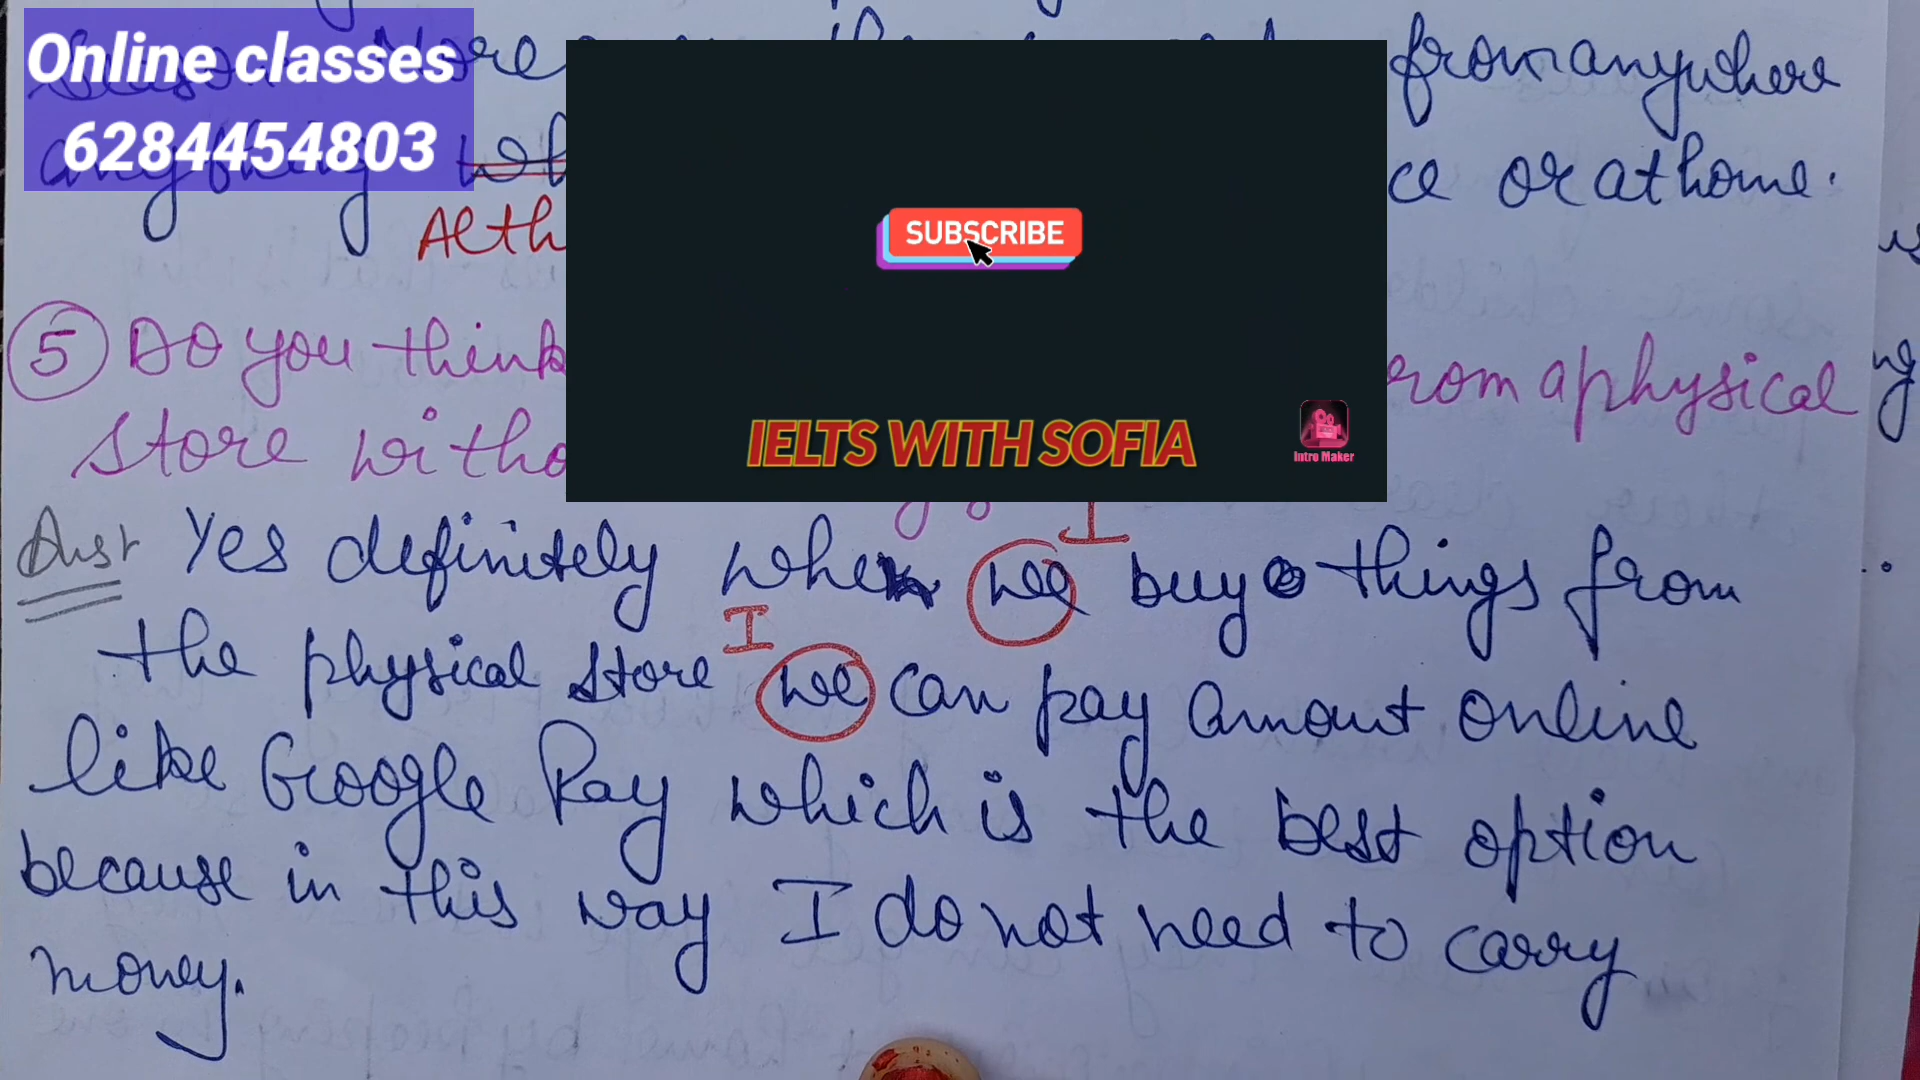 Online classes
6284454803
from anywhere
anything
ce or at home.
Alth
5 Do you think
rom a physical
store witho
SUBSCRIBE
IELTS WITH SOFIA
Intro Maker
I
Ans Yes definitely when we buy things from
I
the physical store we can pay amount online
like Google Pay which is the best option
because in this way I do not need to carry
money.